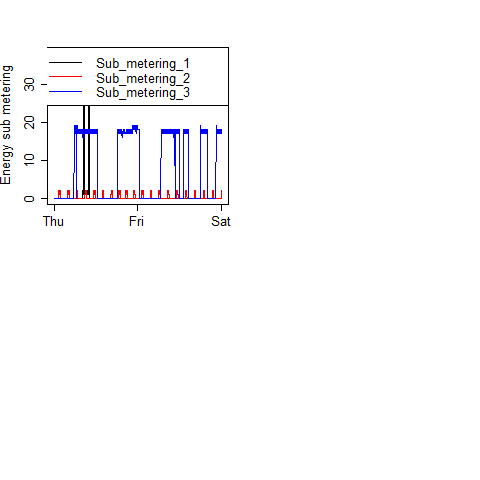 Sub_metering_1
Sub_metering_2
Sub_metering_3
Energy sub metering
30
20
10
0
Thu Fri Sat